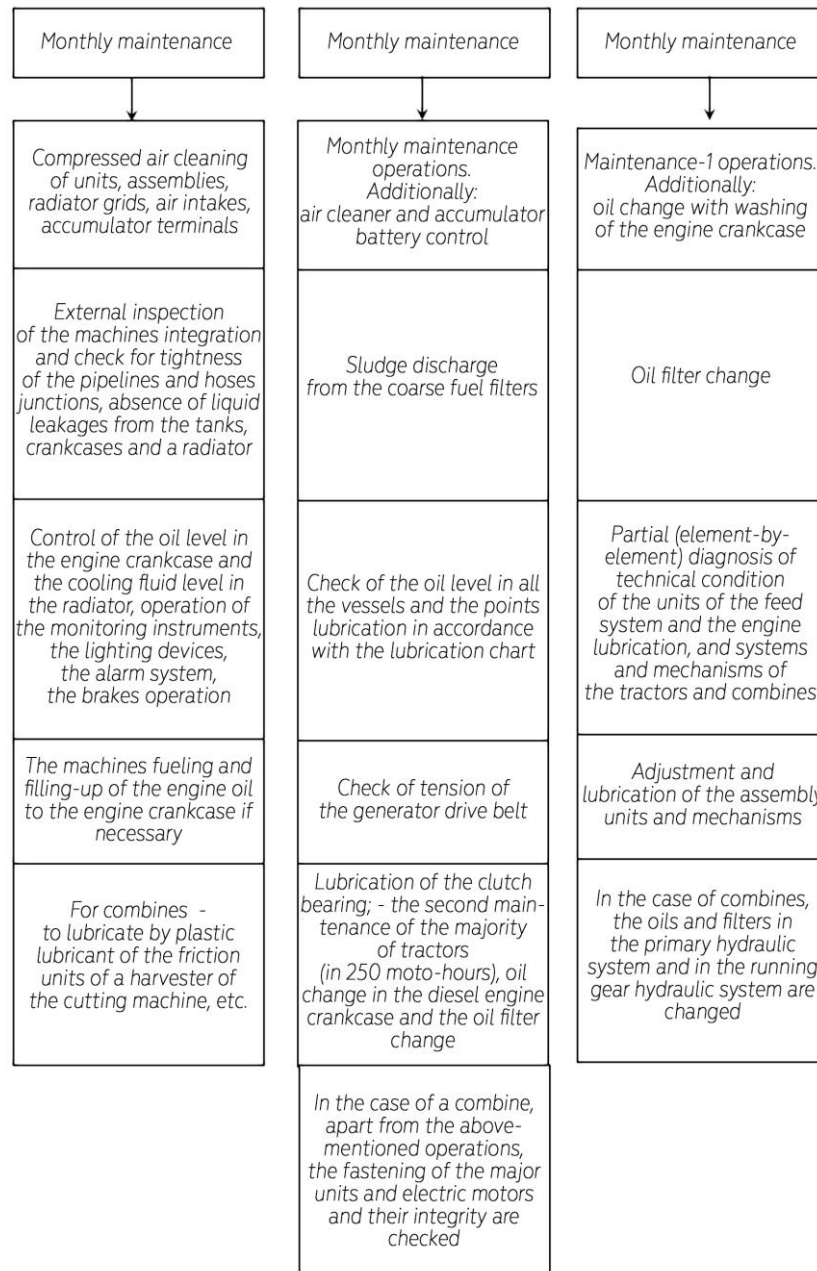 Monthly maintenance
Compressed air cleaning
of units, assemblies,
radiator grids, air intakes,
accumulator terminals
External inspection
of the machines integration
and check for tightness
of the pipelines and hoses
junctions, absence of liquid
leakages from the tanks,
crankcases and a radiator
Control of the oil level in
the engine crankcase and
the cooling fluid level in
the radiator, operation of
the monitoring instruments,
the lighting devices,
the alarm system,
the brakes operation
The machines fueling and
filling-up of the engine oil
to the engine crankcase if
necessary
For combines -
to lubricate by plastic
lubricant of the friction
units of a harvester of
the cutting machine, etc.
Monthly maintenance
Monthly maintenance
operations.
Additionally:
air cleaner and accumulator
battery control
Sludge discharge
from the coarse fuel filters
Check of the oil level in all
the vessels and the points
lubrication in accordance
with the lubrication chart
Check of tension of
the generator drive belt
Lubrication of the clutch
bearing; - the second main-
tenance of the majority
of tractors
(in 250 moto-hours), oil
change in the diesel engine
crankcase and the oil filter
change
In the case of a combine,
apart from the above-
mentioned operations,
the fastening of the major
units and electric motors
and their integrity are
checked
Monthly maintenance
Maintenance-1 operations.
Additionally:
oil change with washing
of the engine crankcase
Oil filter change
Partial (element-by-
element) diagnosis of
technical condition
of the units of the feed
system and the engine
lubrication, and systems
and mechanisms of
the tractors and combines
Adjustment and
lubrication of the assembly
units and mechanisms
In the case of combines,
the oils and filters in
the primary hydraulic
system and in the running
gear hydraulic system are
changed